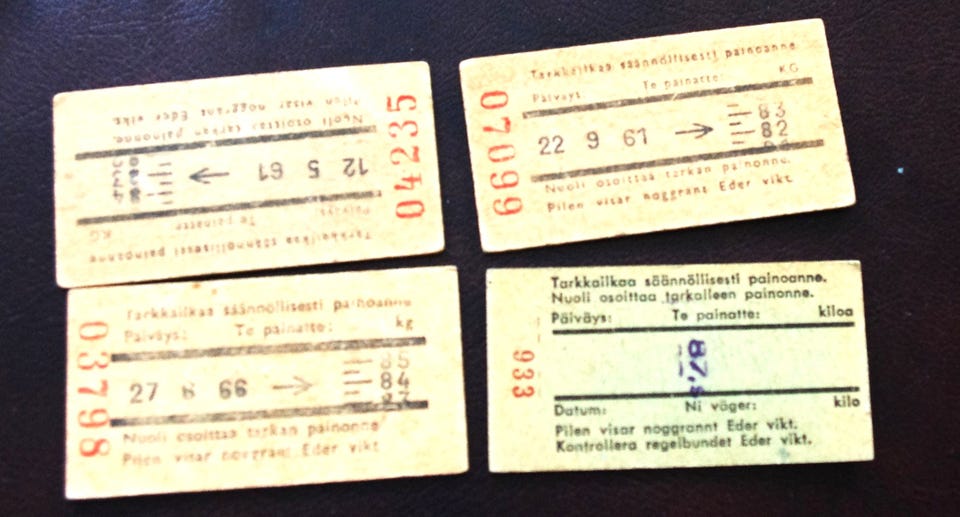 Tarkkailkaa säännöllisesti painoanne
Päiväys: Te painatte: KG
12 5 61 →
Nuoli osoittaa tarkan painonne.
Pilen visar noggrant Eder vikt.
04235
Tarkkailkaa säännöllisesti painoanne
Päiväys: Te painatte: KG
83
22 9 61 → 82
Nuoli osoittaa tarkan painonne.
Pilen visar noggrant Eder vikt.
69070
Tarkkailkaa säännöllisesti painoanne
Päiväys: Te painatte: kg
85
27 6 66 → 84
Nuoli osoittaa tarkan painonne
Pilen visar noggrant Eder vikt.
03798
Tarkkailkaa säännöllisesti painoanne.
Nuoli osoittaa tarkalleen painonne.
Päiväys: Te painatte: kiloa
Datum: Ni väger: kilo
Pilen visar noggrannt Eder vikt.
Kontrollera regelbundet Eder vikt.
933